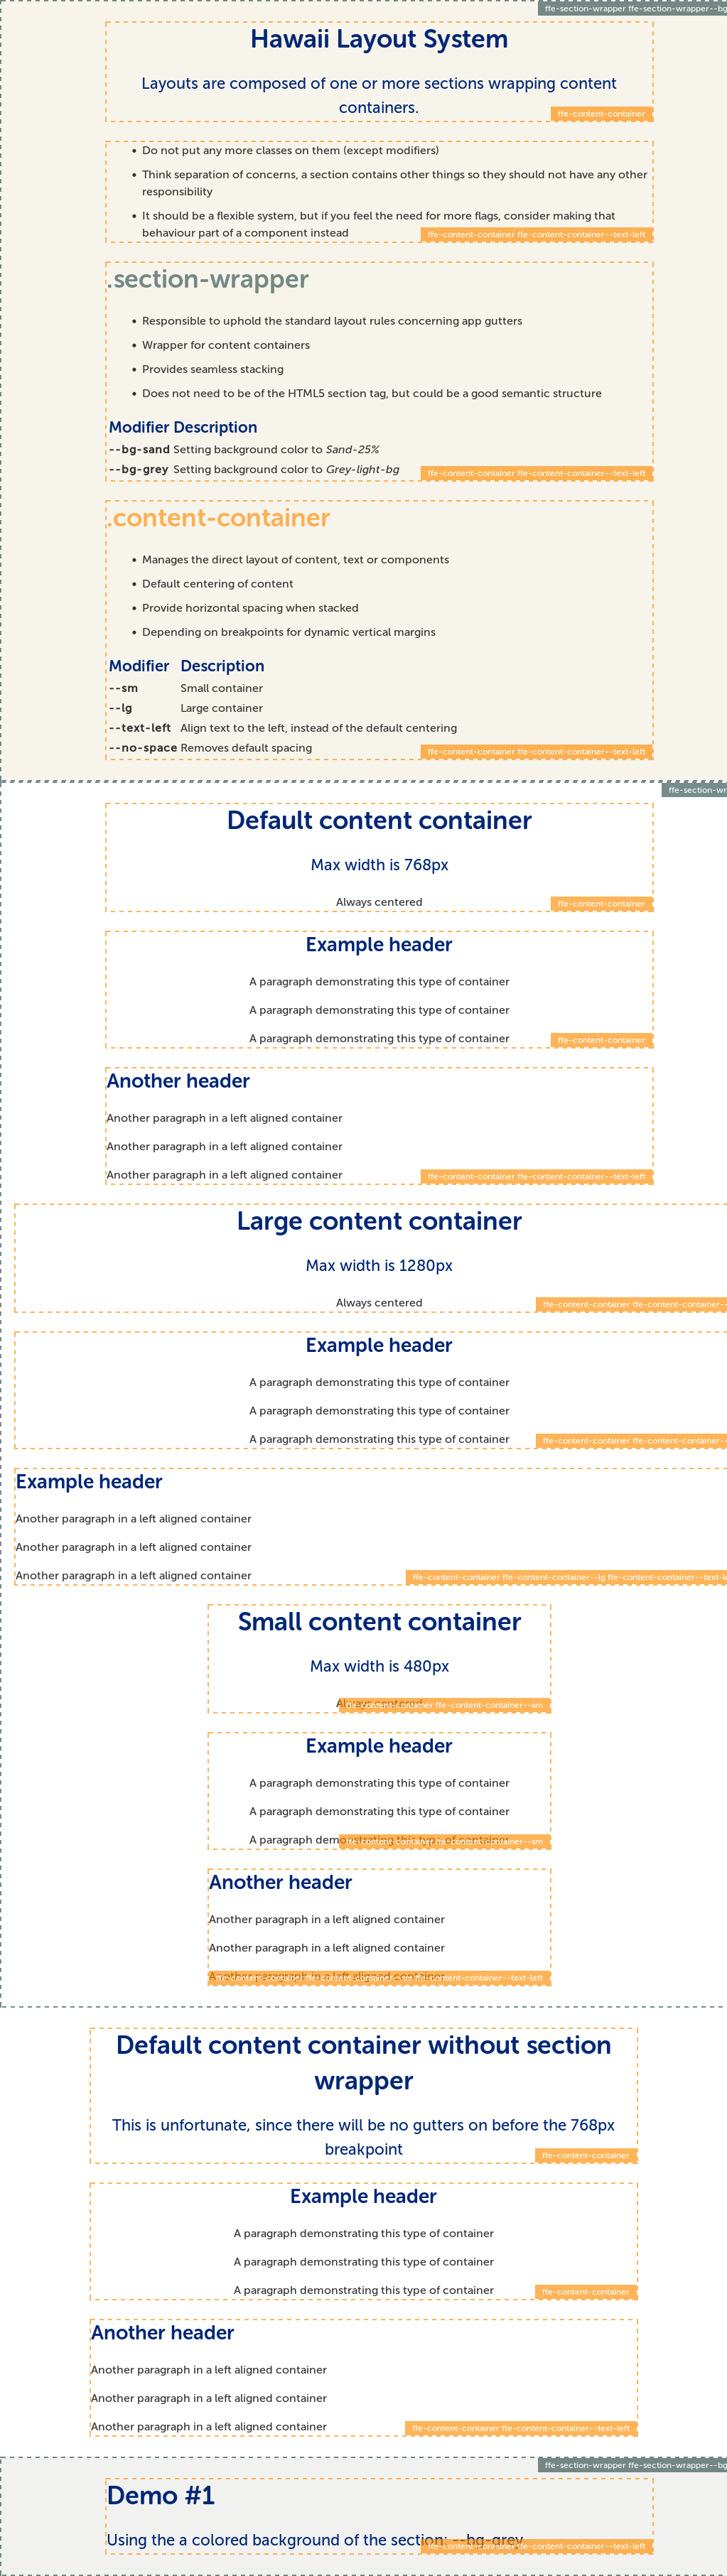 ffe-section-wrapper ffe-section-wrapper--bg
Hawaii Layout System
Layouts are composed of one or more sections wrapping content
containers.
ffe-content-container
• Do not put any more classes on them (except modifiers)
• Think separation of concerns, a section contains other things so they should not have any other
responsibility
• It should be a flexible system, but if you feel the need for more flags, consider making that
behaviour part of a component instead
ffe-content-container ffe-content-container--text-left
.section-wrapper
• Responsible to uphold the standard layout rules concerning app gutters
• Wrapper for content containers
• Provides seamless stacking
• Does not need to be of the HTML5 section tag, but could be a good semantic structure
Modifier Description
--bg-sand Setting background color to Sand-25%
--bg-grey Setting background color to Grey-light-bg
ffe-content-container ffe-content-container--text-left
.content-container
• Manages the direct layout of content, text or components
• Default centering of content
• Provide horizontal spacing when stacked
• Depending on breakpoints for dynamic vertical margins
Modifier Description
--sm Small container
--lg Large container
--text-left Align text to the left, instead of the default centering
--no-space Removes default spacing
ffe-content-container ffe-content-container--text-left
ffe-section-wr
Default content container
Max width is 768px
Always centered
ffe-content-container
Example header
A paragraph demonstrating this type of container
A paragraph demonstrating this type of container
A paragraph demonstrating this type of container
ffe-content-container
Another header
Another paragraph in a left aligned container
Another paragraph in a left aligned container
Another paragraph in a left aligned container
ffe-content-container ffe-content-container--text-left
Large content container
Max width is 1280px
Always centered
ffe-content-container ffe-content-container--
Example header
A paragraph demonstrating this type of container
A paragraph demonstrating this type of container
A paragraph demonstrating this type of container
ffe-content-container ffe-content-container--
Example header
Another paragraph in a left aligned container
Another paragraph in a left aligned container
Another paragraph in a left aligned container
ffe-content-container ffe-content-container--lg ffe-content-container--text-l
Small content container
Max width is 480px
Always centered
ffe-content-container ffe-content-container--sm
Example header
A paragraph demonstrating this type of container
A paragraph demonstrating this type of container
A paragraph demonstrating this type of container
ffe-content-container ffe-content-container--sm
Another header
Another paragraph in a left aligned container
Another paragraph in a left aligned container
Another paragraph in a left aligned container
ffe-content-container ffe-content-container--sm ffe-content-container--text-left
Default content container without section
wrapper
This is unfortunate, since there will be no gutters on before the 768px
breakpoint
ffe-content-container
Example header
A paragraph demonstrating this type of container
A paragraph demonstrating this type of container
A paragraph demonstrating this type of container
ffe-content-container
Another header
Another paragraph in a left aligned container
Another paragraph in a left aligned container
Another paragraph in a left aligned container
ffe-content-container ffe-content-container--text-left
ffe-section-wrapper ffe-section-wrapper--bg
Demo #1
Using the a colored background of the section: --bg-grey
ffe-content-container ffe-content-container--text-left